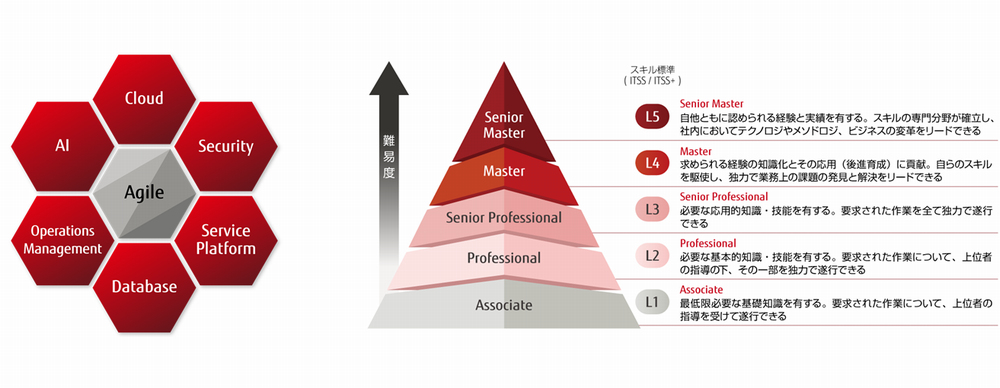 Cloud
AI
Security
Agile
Operations
Management
Service
Platform
Database
難易度
Senior
Master
Master
Senior Professional
Professional
Associate
スキル標準
( ITSS / ITSS+ )
L5
Senior Master
自他ともに認められる経験と実績を有する。スキルの専門分野が確立し、
社内においてテクノロジやメソドロジ、ビジネスの変革をリードできる
L4
Master
求められる経験の知識化とその応用（後進育成）に貢献。自らのスキル
を駆使し、独力で業務上の課題の発見と解決をリードできる
L3
Senior Professional
必要な応用的知識・技能を有する。要求された作業を全て独力で遂行
できる
L2
Professional
必要な基本的知識・技能を有する。要求された作業について、上位者
の指導の下、その一部を独力で遂行できる
L1
Associate
最低限必要な基礎知識を有する。要求された作業について、上位者の
指導を受けて遂行できる